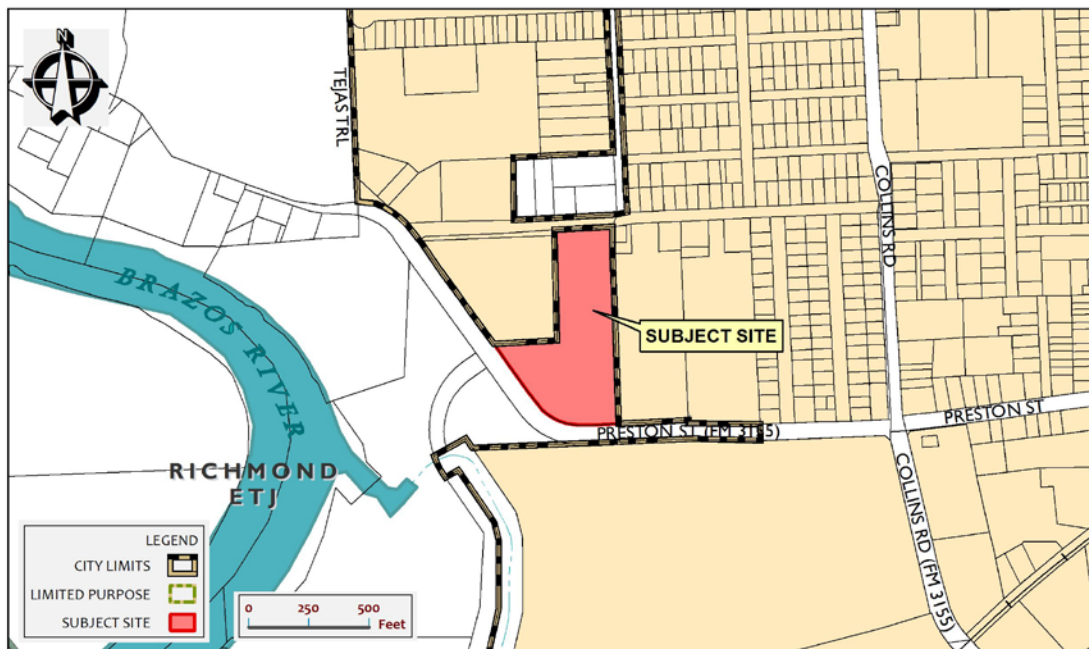 N
TEJAS TRL
COLLINS RD
BRAZOS RIVER
SUBJECT SITE
PRESTON ST
PRESTON ST (FM 3155)
RICHMOND
ETJ
COLLINS RD (FM 3155)
LEGEND
CITY LIMITS
LIMITED PURPOSE
SUBJECT SITE
0 250 500
Feet